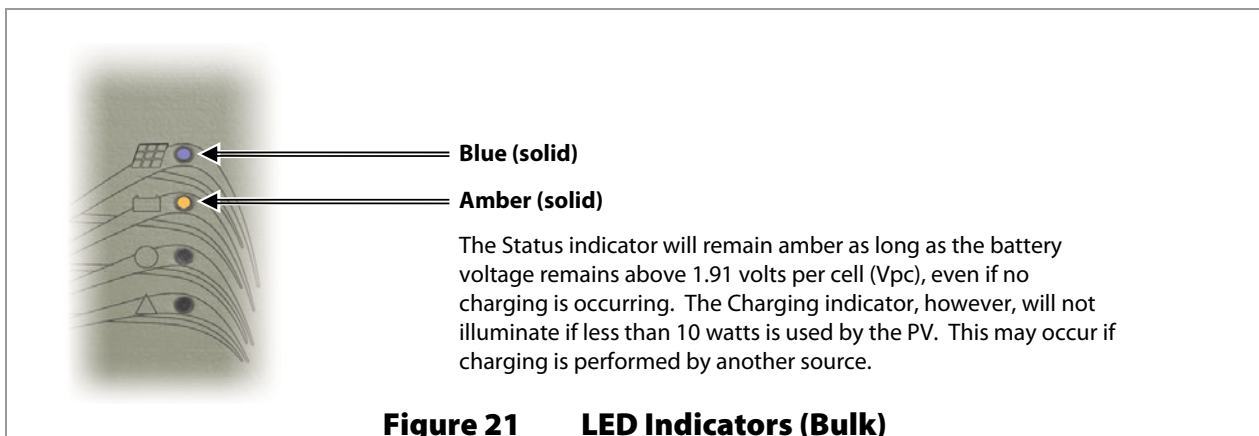 Blue (solid)
Amber (solid)
The Status indicator will remain amber as long as the battery
voltage remains above 1.91 volts per cell (Vpc), even if no
charging is occurring.  The Charging indicator, however, will not
illuminate if less than 10 watts is used by the PV.  This may occur if
charging is performed by another source.
Figure 21 LED Indicators (Bulk)